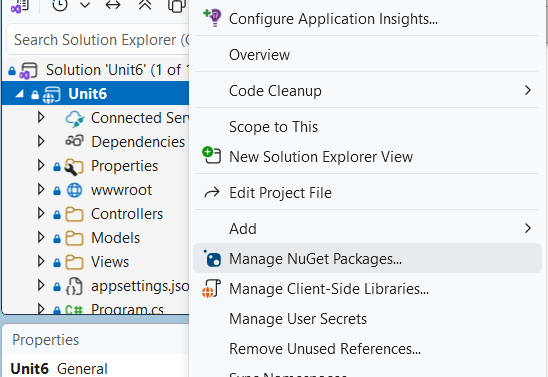 Search Solution Explorer (C
Solution 'Unit6' (1 of 1
Unit6
Connected Serv
Dependencies
Properties
wwwroot
Controllers
Models
Views
appsettings.jso
C# Program.cs
Properties
Unit6 General
Configure Application Insights...
Overview
Code Cleanup
Scope to This
New Solution Explorer View
Edit Project File
Add
Manage NuGet Packages...
Manage Client-Side Libraries...
Manage User Secrets
Remove Unused References...
Sync Namespaces